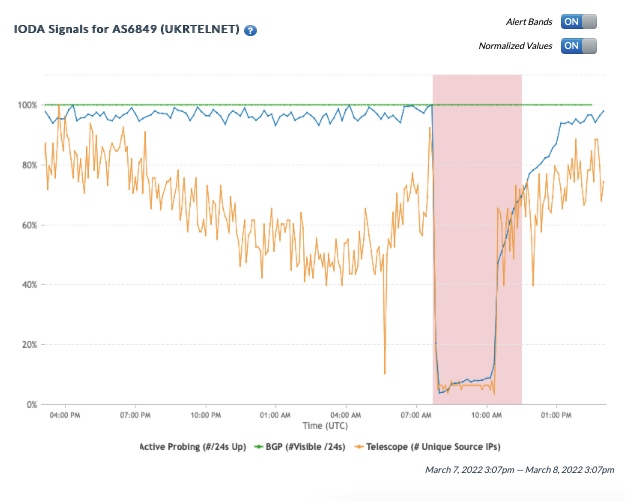 IODA Signals for AS6849 (UKRTELNET) ?
Alert Bands ON
Normalized Values ON
100%
80%
60%
40%
20%
0%
04:00 PM 07:00 PM 10:00 PM 01:00 AM 04:00 AM 07:00 AM 10:00 AM 01:00 PM
Time (UTC)
Active Probing (#/24s Up) BGP (#Visible /24s) Telescope (# Unique Source IPs)
March 7, 2022 3:07pm — March 8, 2022 3:07pm